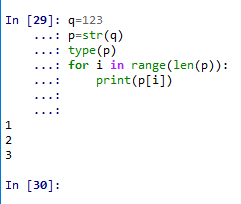 In [29]: q=123
    ...: p=str(q)
    ...: type(p)
    ...: for i in range(len(p)):
    ...:     print(p[i])
    ...:
    ...:
1
2
3

In [30]: